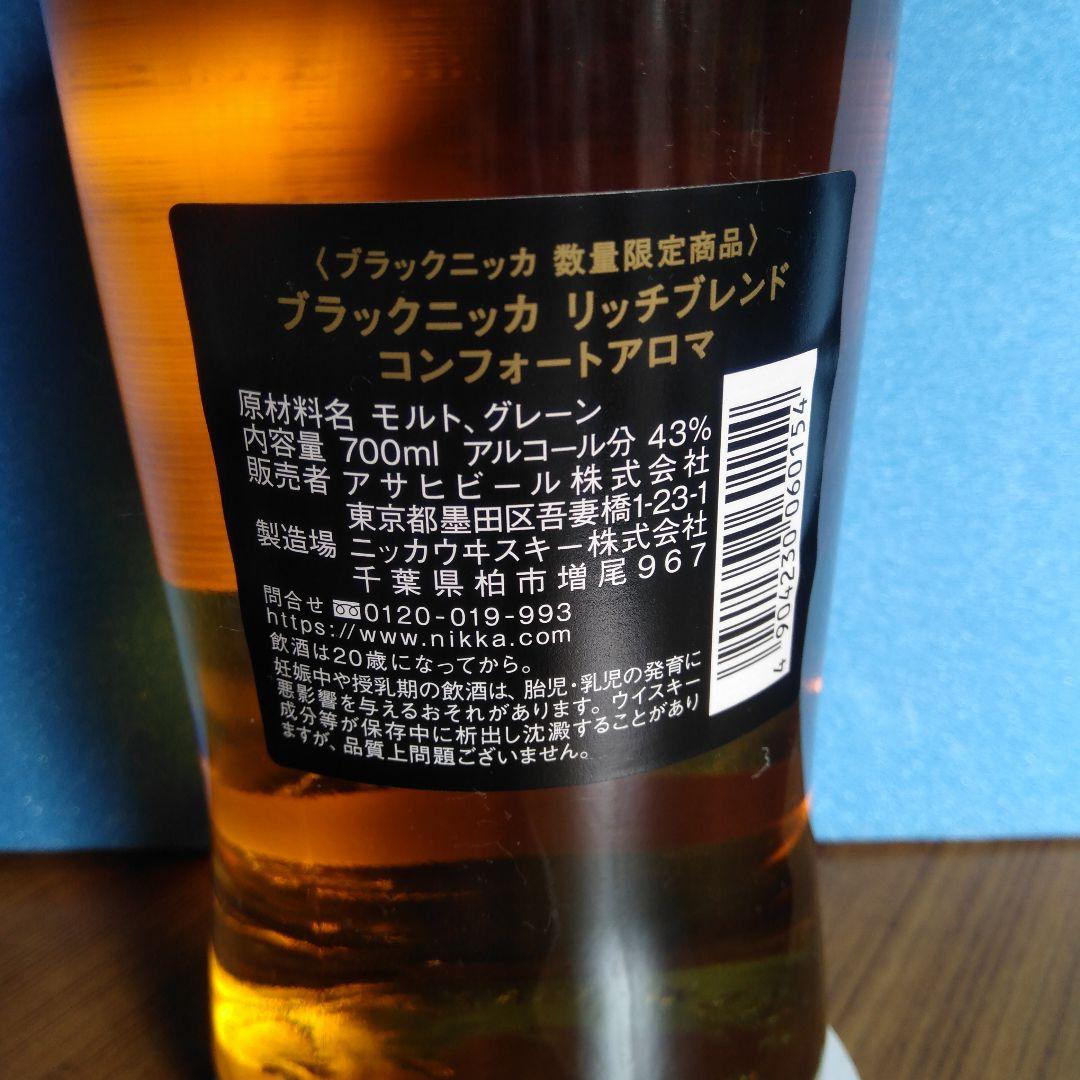 〈ブラックニッカ 数量限定商品〉
ブラックニッカ リッチブレンド
コンフォートアロマ
原材料名 モルト、グレーン
内容量 700ml アルコール分 43%
販売者 アサヒビール株式会社
東京都墨田区吾妻橋1-23-1
製造場 ニッカウヰスキー株式会社
千葉県柏市増尾967
問合せ 0120-019-993
https://www.nikka.com
飲酒は20歳になってから。
妊娠中や授乳期の飲酒は、胎児・乳児の発育に
悪影響を与えるおそれがあります。ウイスキー
成分等が保存中に析出し沈澱することがあり
ますが、品質上問題ございません。
4 904230 060154